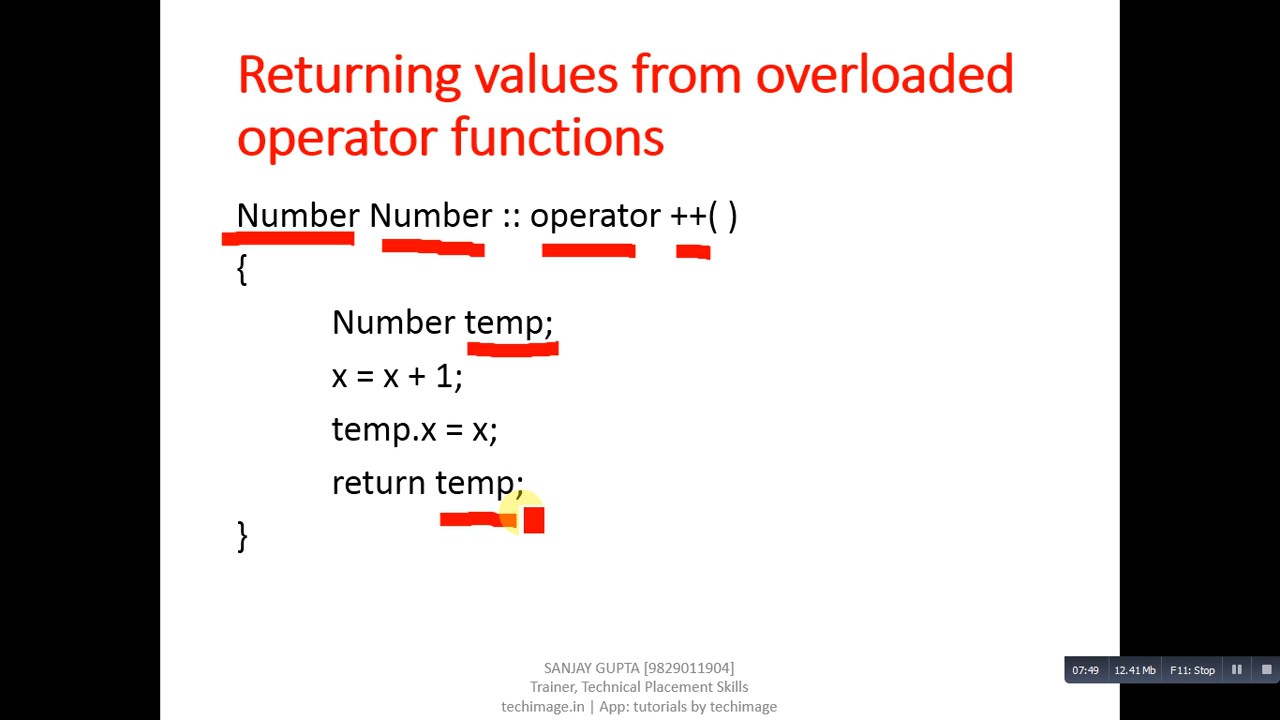 Returning values from overloaded
operator functions
Number Number :: operator ++( )
{
Number temp;
x = x + 1;
temp.x = x;
return temp;
}
SANJAY GUPTA [9829011904]
Trainer, Technical Placement Skills
techimage.in | App: tutorials by techimage
07:49 12.41 Mb F11: Stop